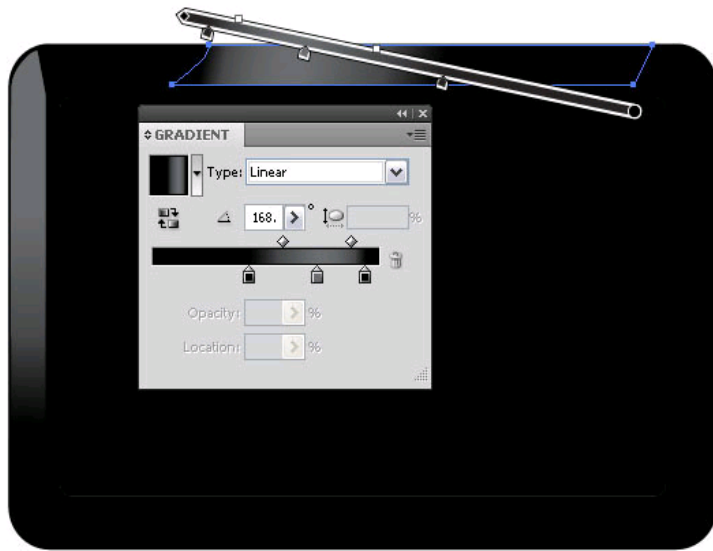 GRADIENT
Type: Linear
168. ° %
Opacity: %
Location: %